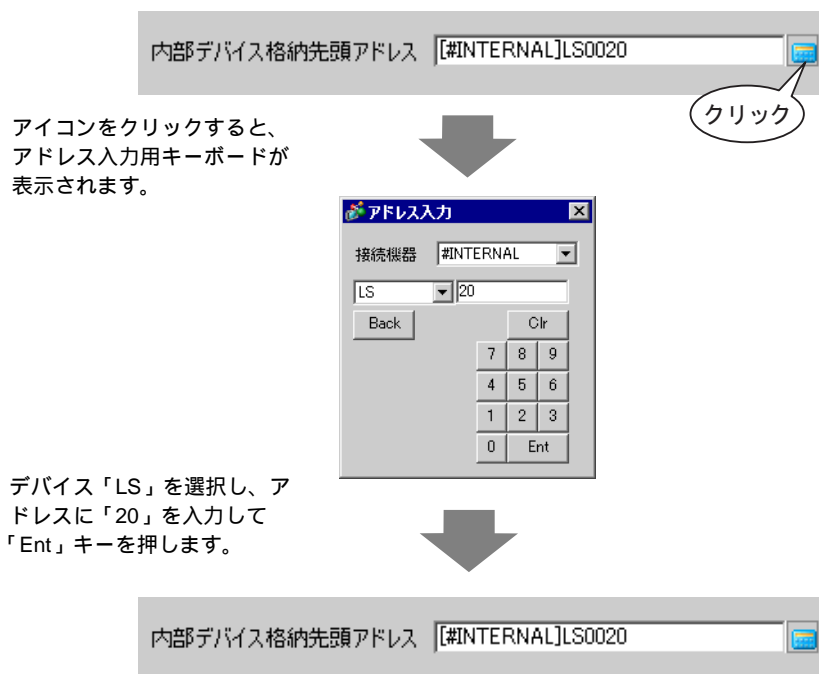 内部デバイス格納先頭アドレス [#INTERNAL]LS0020
クリック
アイコンをクリックすると、
アドレス入力用キーボードが
表示されます。
アドレス入力
接続機器 #INTERNAL
LS 20
Back Clr
7 8 9
4 5 6
1 2 3
0 Ent
デバイス「LS」を選択し、ア
ドレスに「20」を入力して
「Ent」キーを押します。
内部デバイス格納先頭アドレス [#INTERNAL]LS0020